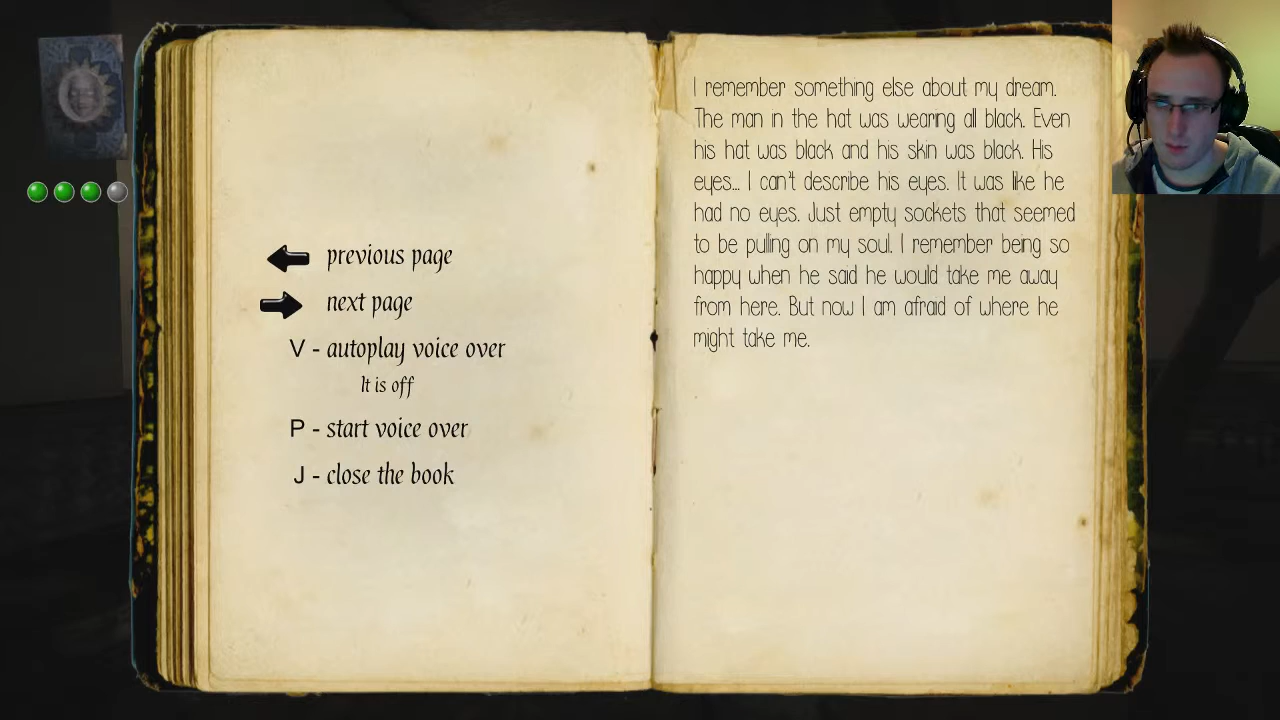 previous page
next page
V - autoplay voice over
It is off
P - start voice over
J - close the book
I remember something else about my dream.
The man in the hat was wearing all black. Even
his hat was black and his skin was black. His
eyes... I can't describe his eyes. It was like he
had no eyes. Just empty sockets that seemed
to be pulling on my soul. I remember being so
happy when he said he would take me away
from here. But now I am afraid of where he
might take me.